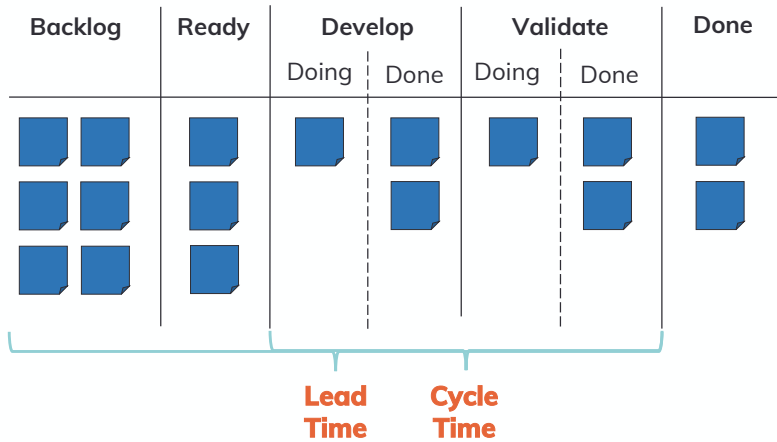 Backlog
Ready
Develop
Validate
Done
Doing
Done
Doing
Done
Lead
Time
Cycle
Time